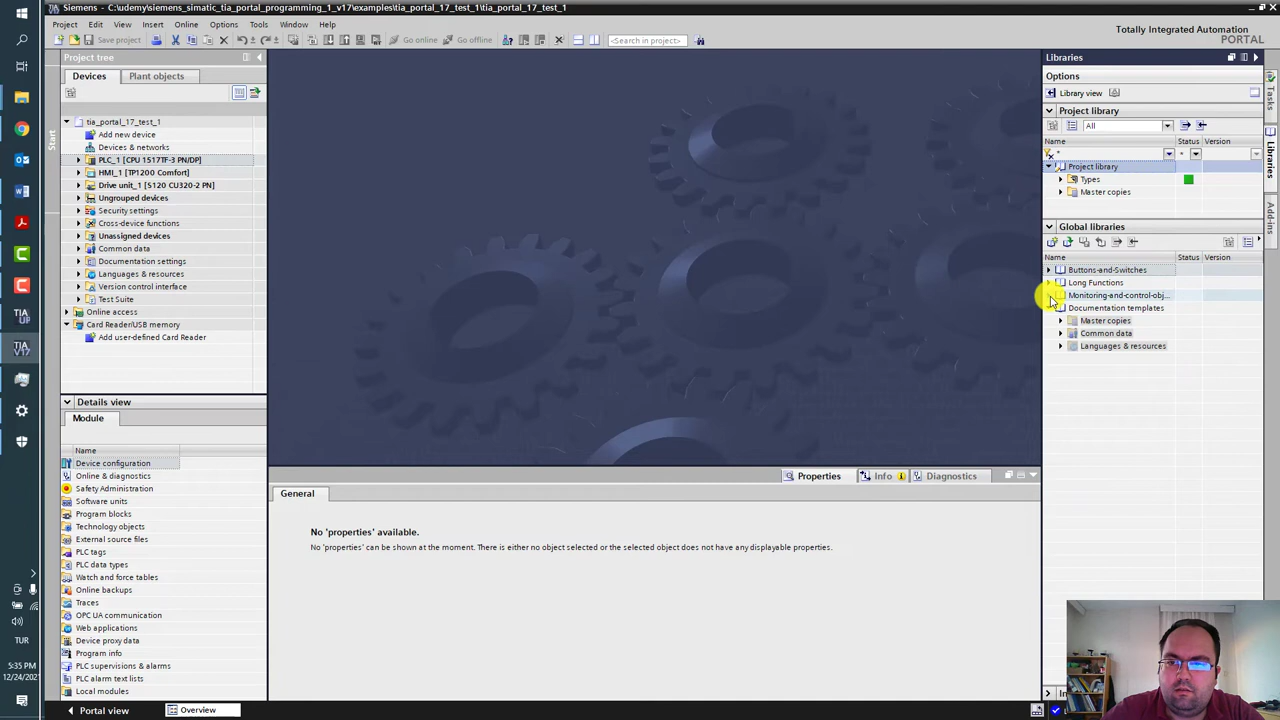 Siemens - C:\udemy\siemens_simatic_tia_portal_programming_1_v17\examples\tia_portal_17_test_1\tia_portal_17_test_1
Project Edit View Insert Online Options Tools Window Help
Totally Integrated Automation
PORTAL
Save project
Go online
Go offline
<Search in project>
Project tree
Devices
Plant objects
Start
tia_portal_17_test_1
Add new device
Devices & networks
PLC_1 [CPU 1517TF-3 PN/DP]
HMI_1 [TP1200 Comfort]
Drive unit_1 [S120 CU320-2 PN]
Ungrouped devices
Security settings
Cross-device functions
Unassigned devices
Common data
Documentation settings
Languages & resources
Version control interface
Test Suite
Online access
Card Reader/USB memory
Add user-defined Card Reader
Details view
Module
Name
Device configuration
Online & diagnostics
Safety Administration
Software units
Program blocks
Technology objects
External source files
PLC tags
PLC data types
Watch and force tables
Online backups
Traces
OPC UA communication
Web applications
Device proxy data
Program info
PLC supervisions & alarms
PLC alarm text lists
Local modules
Properties
Info
Diagnostics
General
No 'properties' available.
No 'properties' can be shown at the moment. There is either no object selected or the selected object does not have any displayable properties.
Libraries
Options
Library view
Project library
All
Name Status Version
Project library
Types
Master copies
Global libraries
Name Status Version
Buttons-and-Switches
Long Functions
Monitoring-and-control-obj...
Documentation templates
Master copies
Common data
Languages & resources
Tasks
Libraries
Add-ins
Portal view
Overview
TUR
5:35 PM
12/24/2021